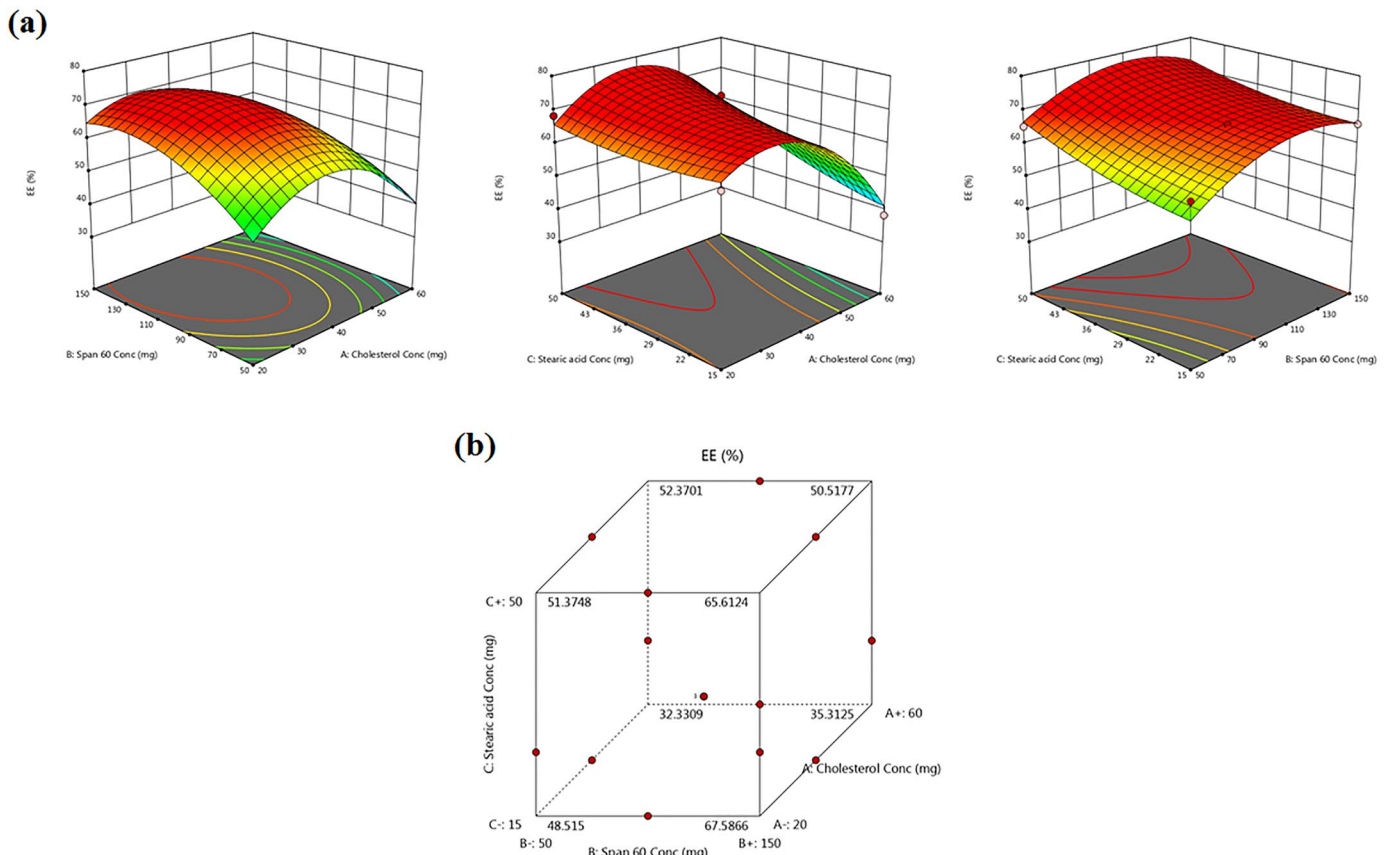 (a)
80
70
60
50
40
30
EE (%)
150
130
110
90
70
50
20
30
40
50
60
B: Span 60 Conc (mg)
A: Cholesterol Conc (mg)
80
70
60
50
40
30
EE (%)
50
43
36
29
22
15
20
30
40
50
60
C: Stearic acid Conc (mg)
A: Cholesterol Conc (mg)
80
70
60
50
40
30
EE (%)
50
43
36
29
22
15
50
70
90
110
130
150
C: Stearic acid Conc (mg)
B: Span 60 Conc (mg)
(b)
EE (%)
52.3701
50.5177
C+: 50
51.3748
65.6124
C: Stearic acid Conc (mg)
3
32.3309
35.3125
A+: 60
A: Cholesterol Conc (mg)
C-: 15
48.515
67.5866
A-: 20
B-: 50
B+: 150
B: Span 60 Conc (mg)